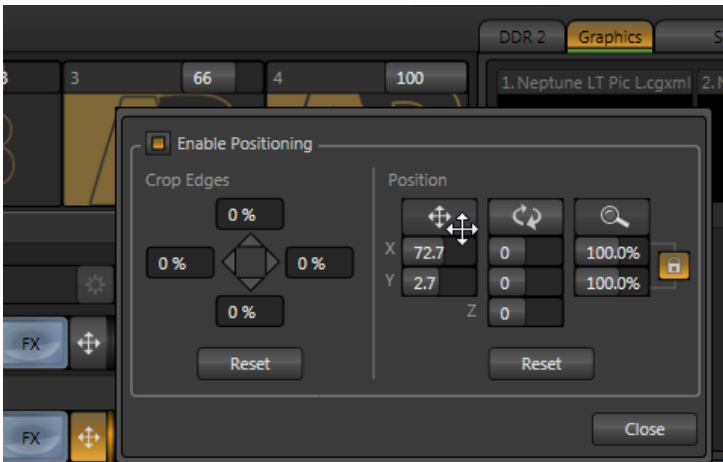 DDR 2
Graphics
3
66
4
100
1. Neptune LT Pic L.cgxml
2.
Enable Positioning
Crop Edges
Position
0 %
X
72.7
0
100.0%
0 %
0 %
Y
2.7
0
100.0%
0 %
Z
0
FX
Reset
Reset
FX
Close